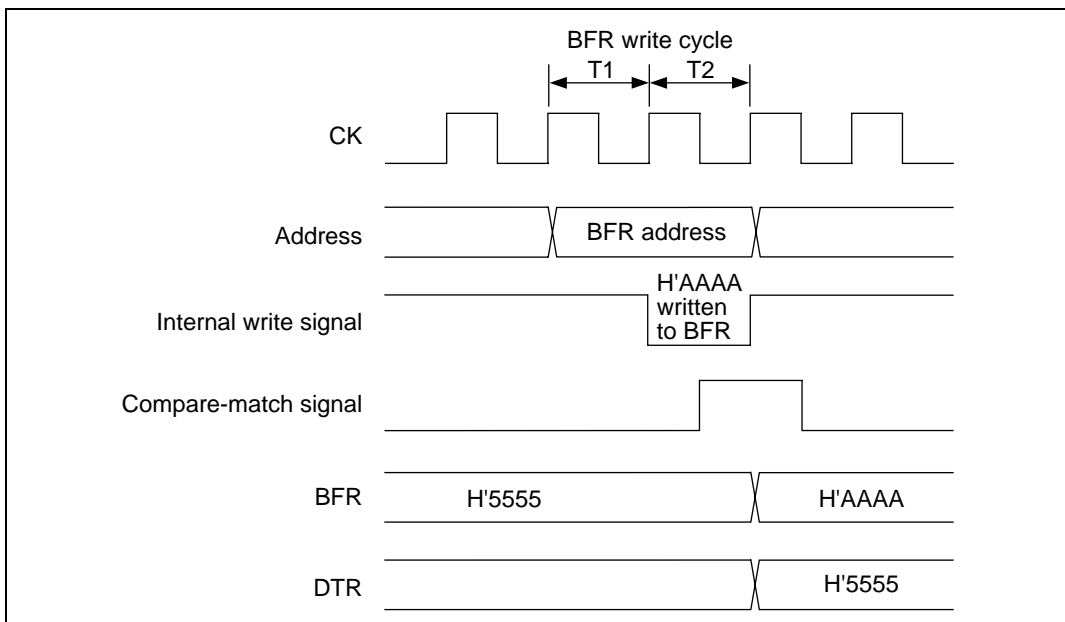 BFR write cycle
T1 T2
CK
Address
BFR address
Internal write signal
H'AAAA
written
to BFR
Compare-match signal
BFR
H'5555
H'AAAA
DTR
H'5555